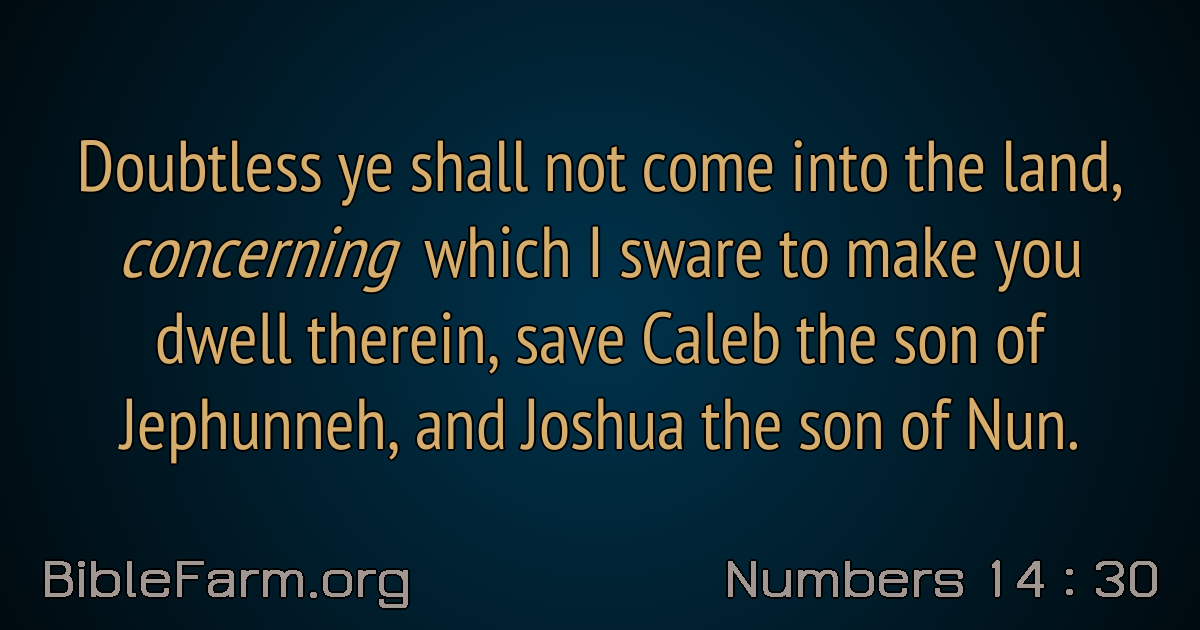 Doubtless ye shall not come into the land,
concerning which I sware to make you
dwell therein, save Caleb the son of
Jephunneh, and Joshua the son of Nun.
BibleFarm.org
Numbers 14 : 30